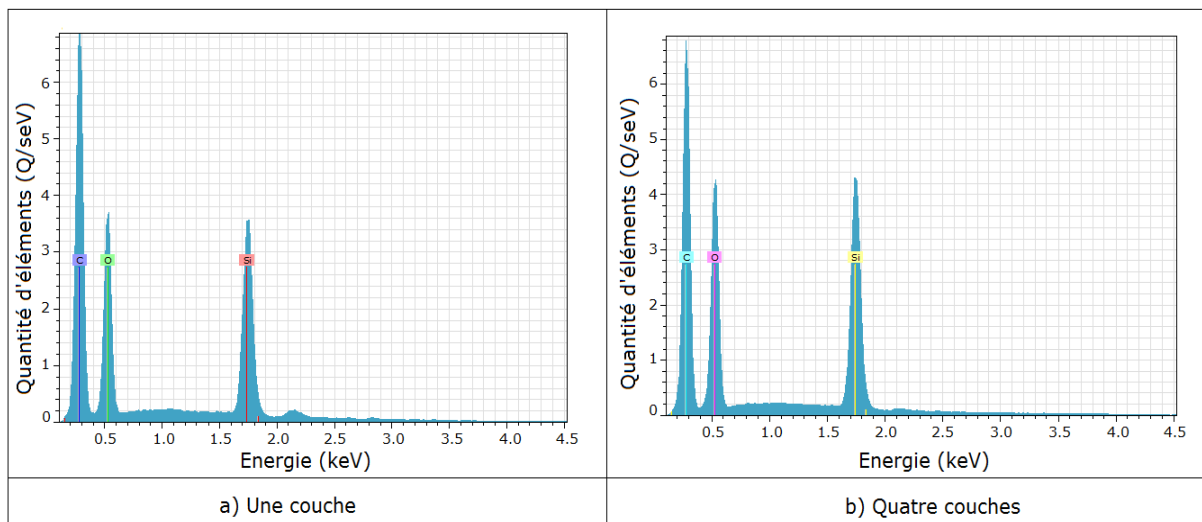 Quantité d'éléments (Q/seV)
6
5
4
3
2
1
0
C
O
Si
0.5 1.0 1.5 2.0 2.5 3.0 3.5 4.0 4.5
Energie (keV)
a) Une couche
Quantité d'éléments (Q/seV)
6
5
4
3
2
1
0
C
O
Si
0.5 1.0 1.5 2.0 2.5 3.0 3.5 4.0 4.5
Energie (keV)
b) Quatre couches